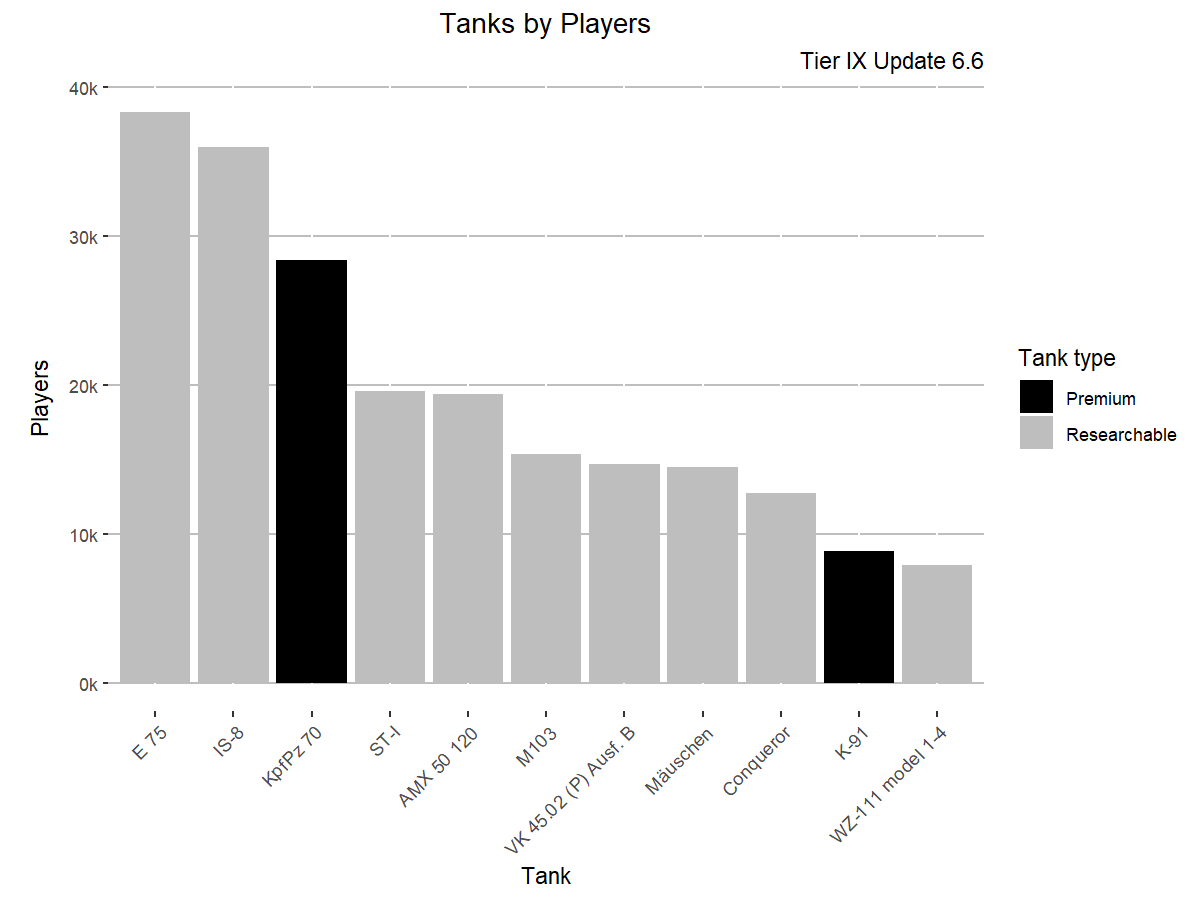 Tanks by Players
Tier IX Update 6.6
40k
30k
20k
10k
0k
Players
E 75
IS-8
KpfPz 70
ST-I
AMX 50 120
M103
VK 45.02 (P) Ausf. B
Mäuschen
Conqueror
K-91
WZ-111 model 1-4
Tank
Tank type
Premium
Researchable